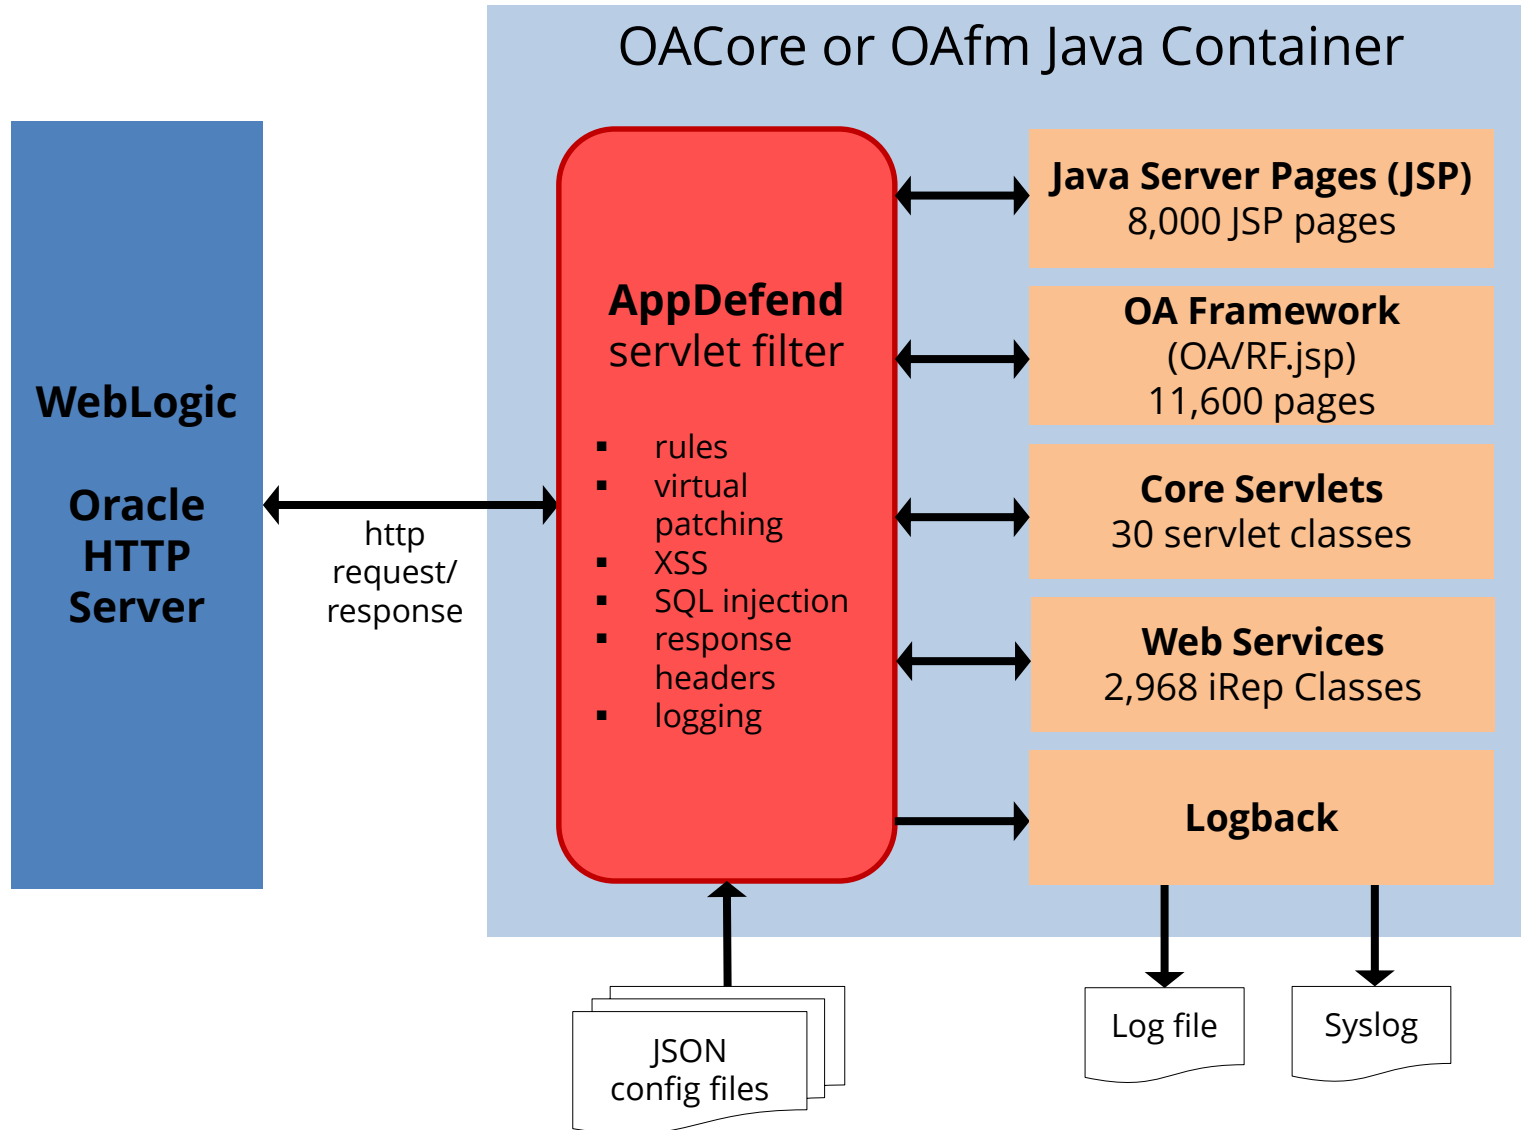 OACore or OAfm Java Container
WebLogic
Oracle
HTTP
Server
http
request/
response
AppDefend
servlet filter
▪ rules
▪ virtual
patching
▪ XSS
▪ SQL injection
▪ response
headers
▪ logging
Java Server Pages (JSP)
8,000 JSP pages
OA Framework
(OA/RF.jsp)
11,600 pages
Core Servlets
30 servlet classes
Web Services
2,968 iRep Classes
Logback
JSON
config files
Log file
Syslog